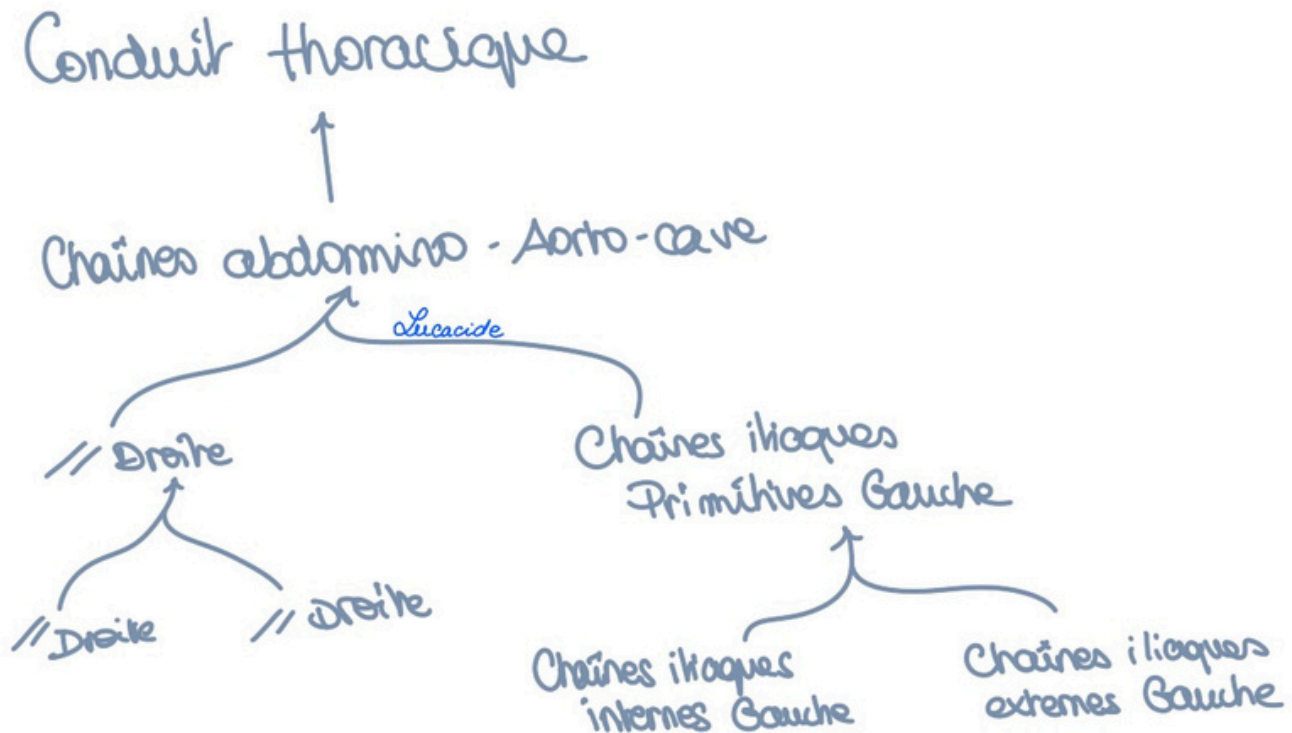 Conduit thoracique
Chaînes abdomino - Aorto-cave
Lucacide
// Droite
Chaînes iliaques
Primitives Gauche
// Droite
// Droite
Chaînes iliaques
internes Gauche
Chaînes iliaques
externes Gauche